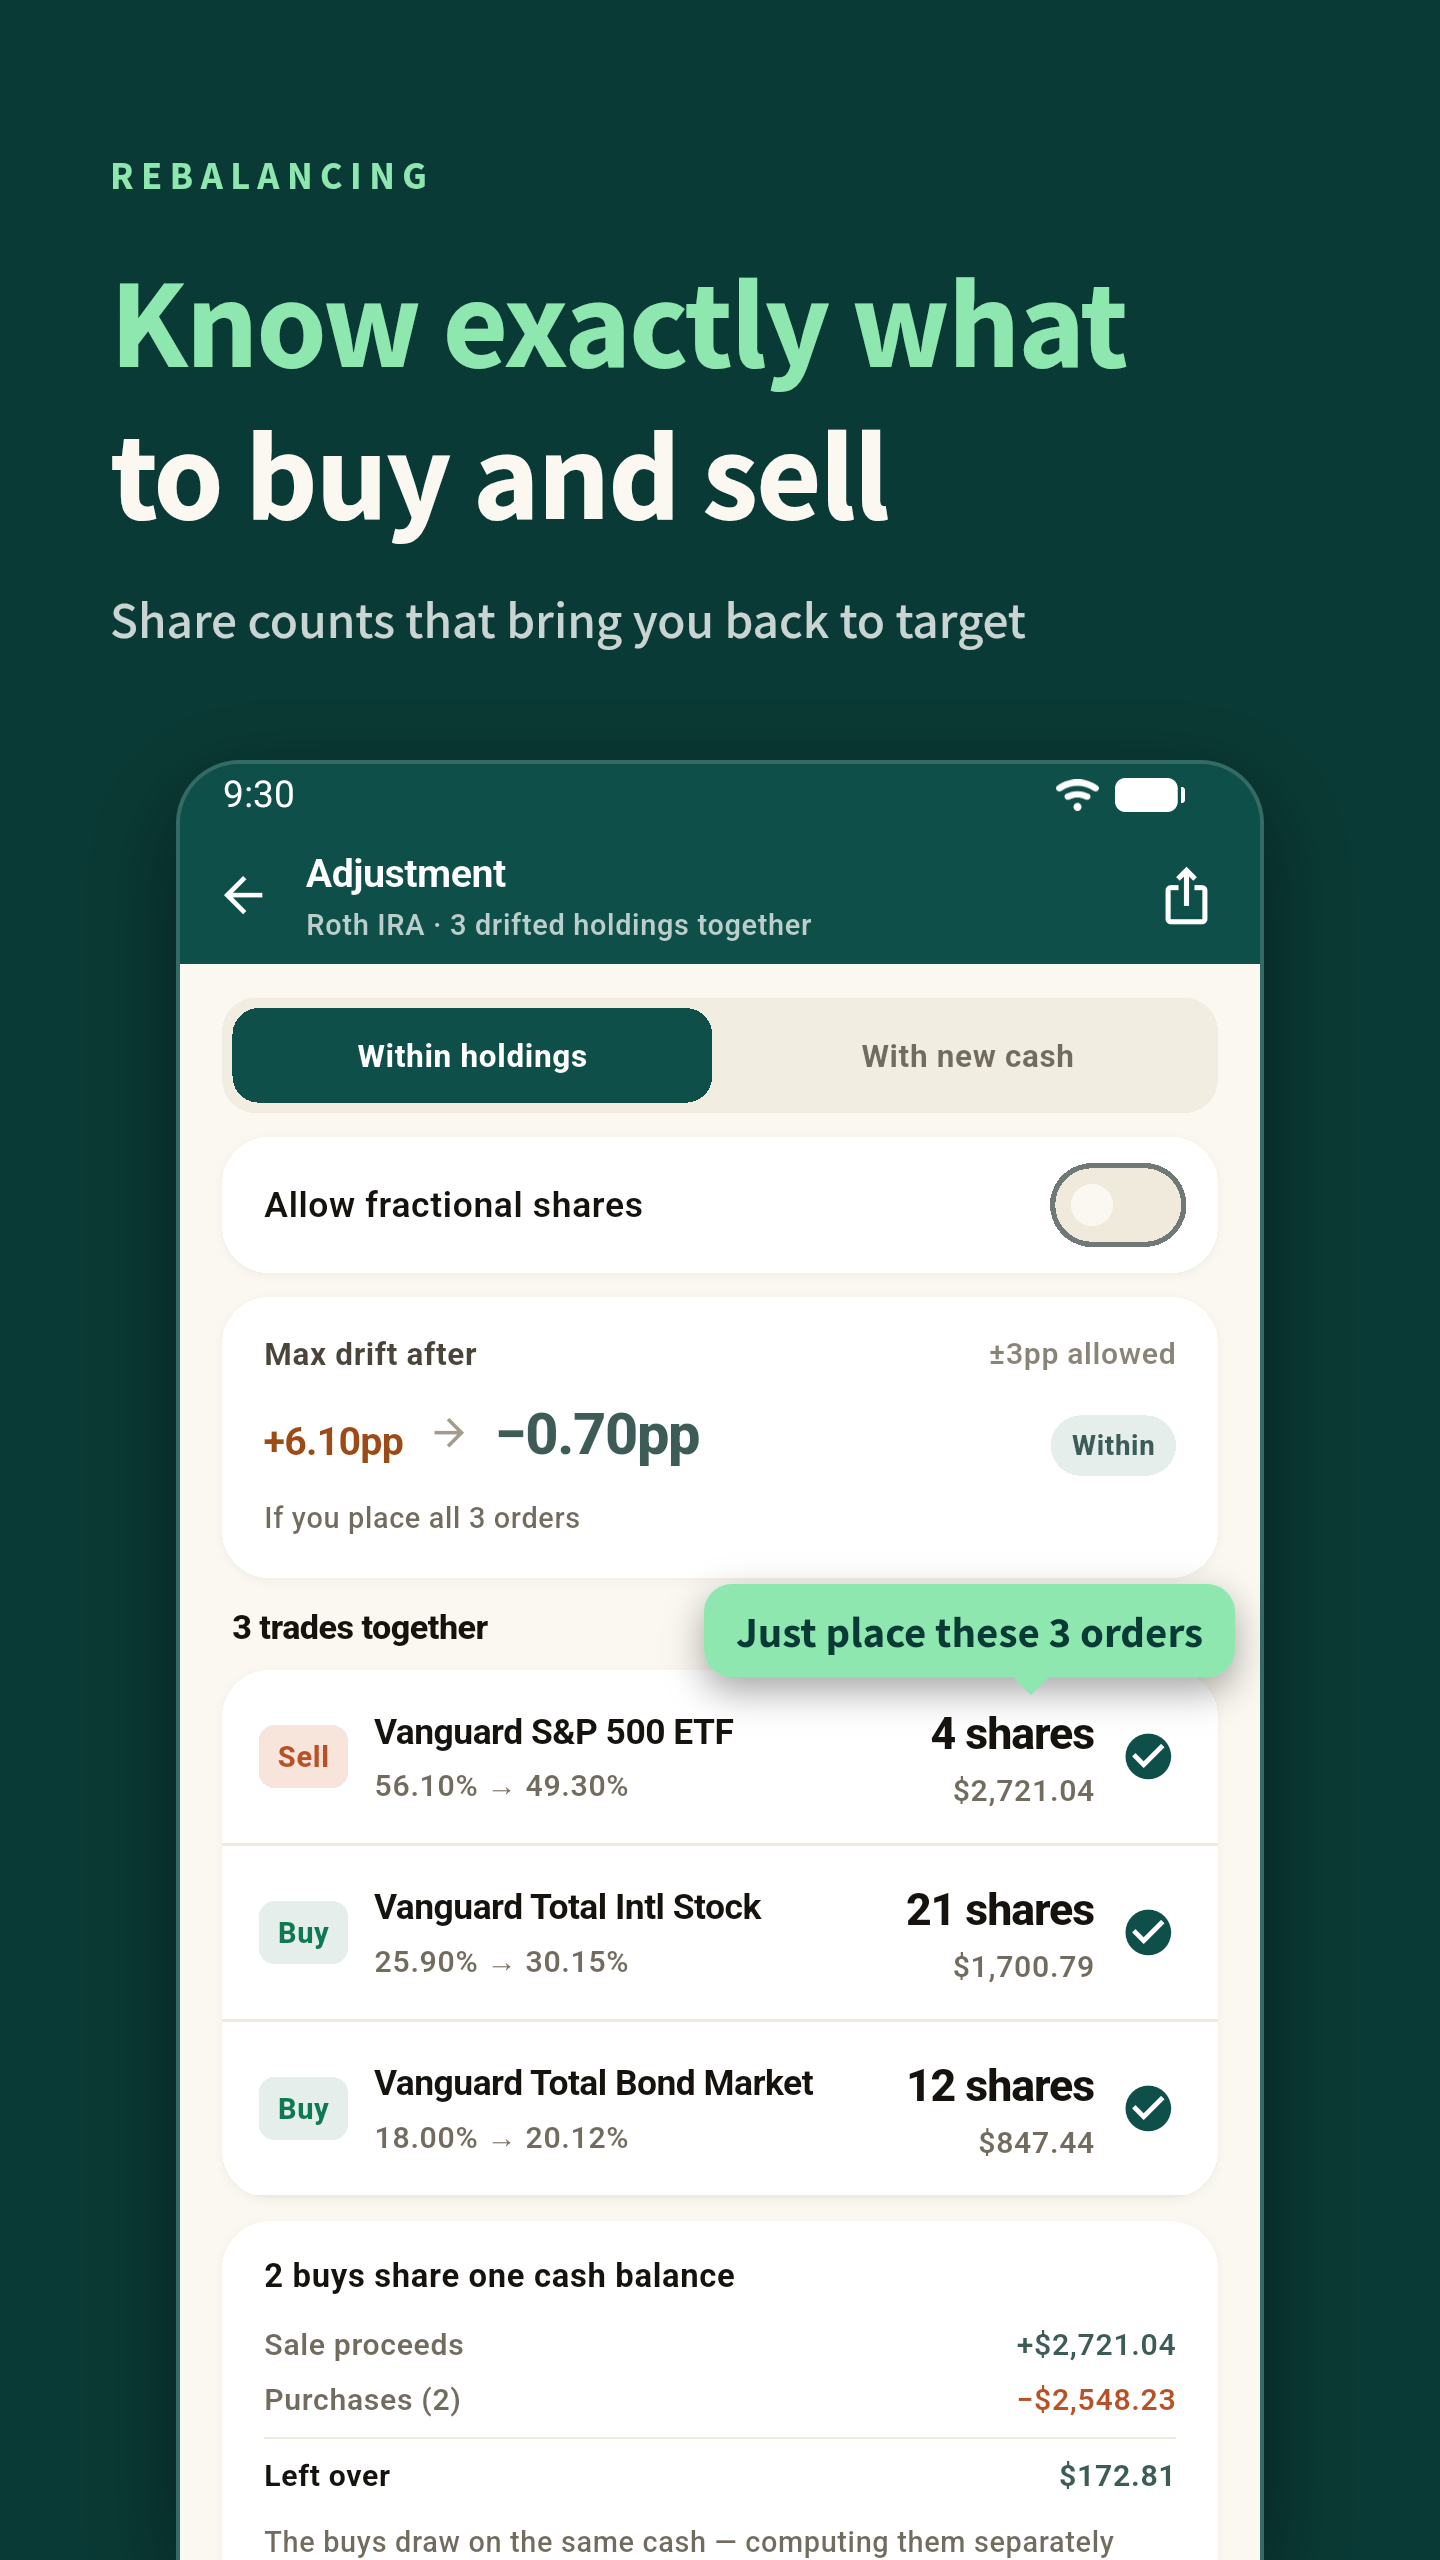 REBALANCING
Know exactly what
to buy and sell
Share counts that bring you back to target
9:30
Adjustment
Roth IRA · 3 drifted holdings together
Within holdings
With new cash
Allow fractional shares
Max drift after
±3pp allowed
+6.10pp → −0.70pp
Within
If you place all 3 orders
3 trades together
Just place these 3 orders
Sell
Vanguard S&P 500 ETF
4 shares
56.10% → 49.30%
$2,721.04
Buy
Vanguard Total Intl Stock
21 shares
25.90% → 30.15%
$1,700.79
Buy
Vanguard Total Bond Market
12 shares
18.00% → 20.12%
$847.44
2 buys share one cash balance
Sale proceeds
+$2,721.04
Purchases (2)
−$2,548.23
Left over
$172.81
The buys draw on the same cash — computing them separately